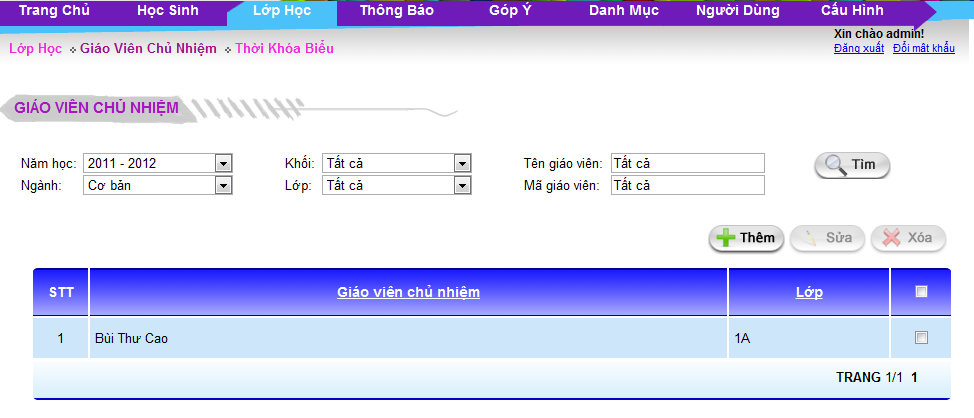 Trang Chủ Học Sinh Lớp Học Thông Báo Góp Ý Danh Mục Người Dùng Cấu Hình
Xin chào admin!
Lớp Học Giáo Viên Chủ Nhiệm Thời Khóa Biểu
Đăng xuất Đổi mật khẩu
GIÁO VIÊN CHỦ NHIỆM
Năm học: 2011 - 2012 Khối: Tất cả Tên giáo viên: Tất cả Tìm
Ngành: Cơ bản Lớp: Tất cả Mã giáo viên: Tất cả
Thêm Sửa Xóa
STT Giáo viên chủ nhiệm Lớp
1 Bùi Thư Cao 1A
TRANG 1/1 1